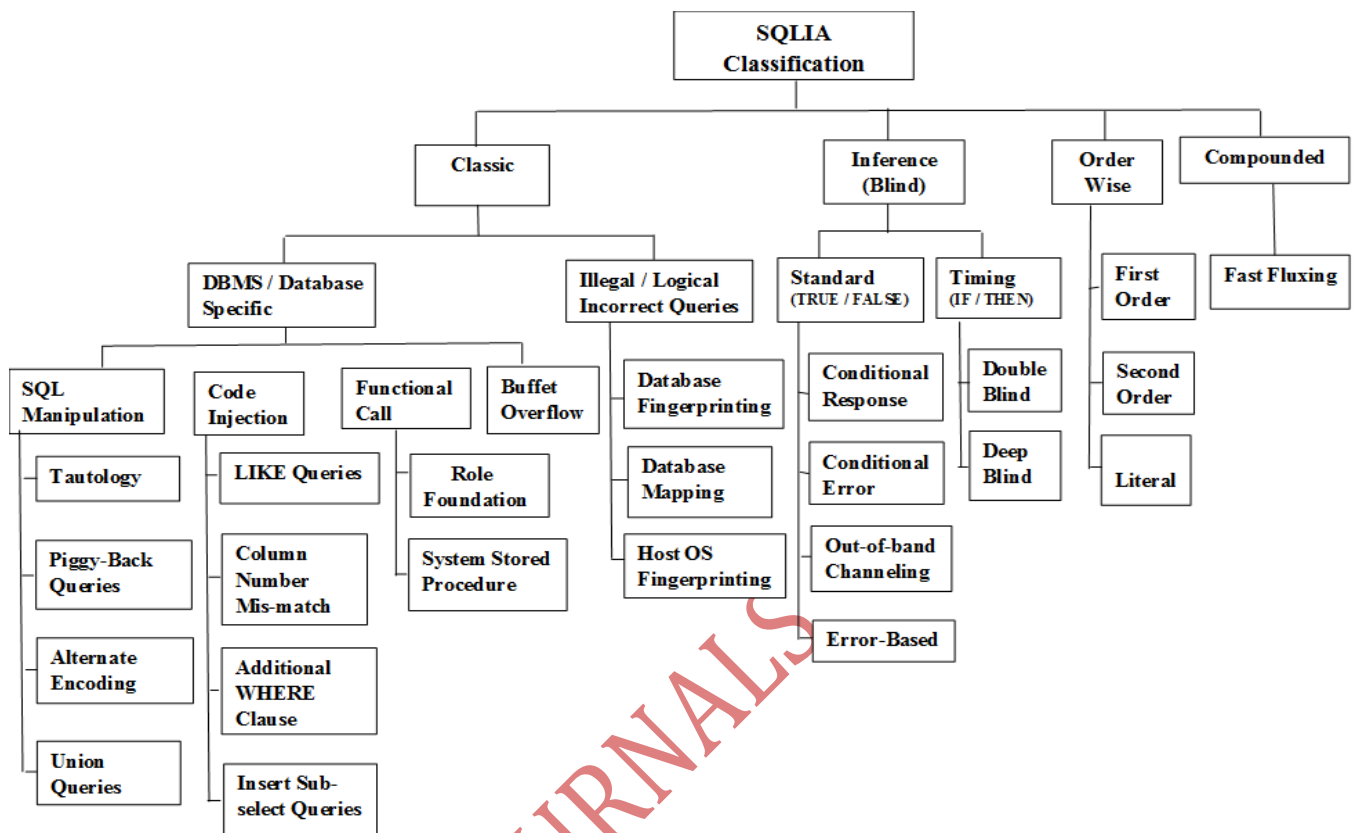 SQLIA
Classification
Classic
Inference
(Blind)
Order
Wise
Compounded
DBMS / Database
Specific
Illegal / Logical
Incorrect Queries
Standard
(TRUE / FALSE)
Timing
(IF / THEN)
First
Order
Fast Fluxing
SQL
Manipulation
Code
Injection
Functional
Call
Buffet
Overflow
Database
Fingerprinting
Conditional
Response
Double
Blind
Second
Order
Tautology
LIKE Queries
Role
Foundation
Database
Mapping
Conditional
Error
Deep
Blind
Literal
Piggy-Back
Queries
Column
Number
Mis-match
System Stored
Procedure
Host OS
Fingerprinting
Out-of-band
Channeling
Error-Based
Alternate
Encoding
Additional
WHERE
Clause
Union
Queries
Insert Sub-
select Queries
URNALS